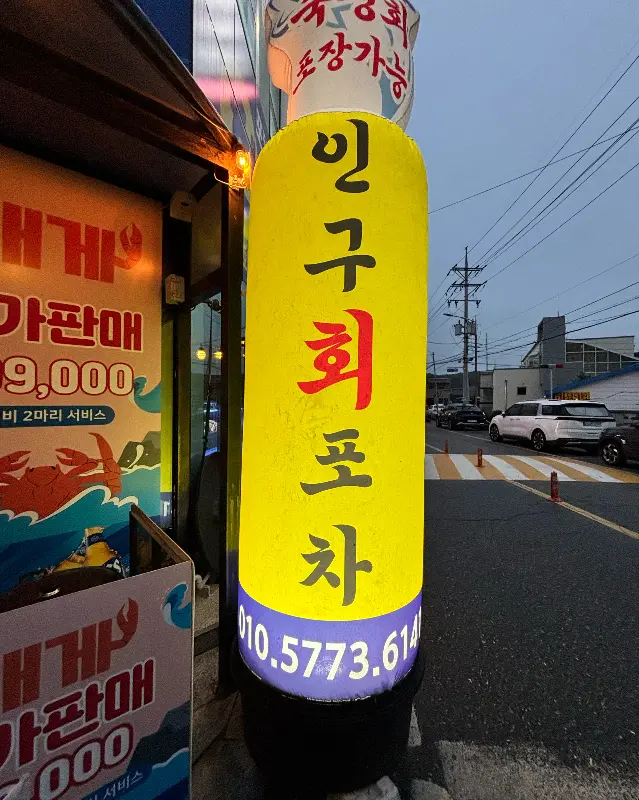 포장가능
인
구
회
포
차
010.5773.614
대게
가판매
9,000
비 2마리 서비스
대게
가판매
,000
서비스